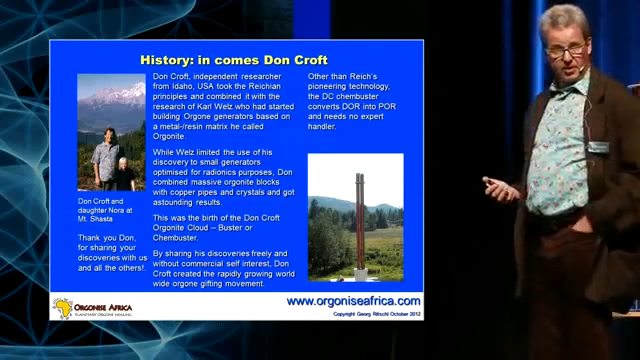 History: in comes Don Croft
Don Croft, independent researcher
from Idaho, USA took the Reichian
principles and combined it with the
research of Karl Welz who had started
building Orgone generators based on
a metal-/resin matrix he called
Orgonite.
While Welz limited the use of his
discovery to small generators
optimised for radionics purposes, Don
combined massive orgonite blocks
with copper pipes and crystals and got
astounding results.
This was the birth of the Don Croft
Orgonite Cloud – Buster or
Chembuster.
By sharing his discoveries freely and
without commercial self interest, Don
Croft created the rapidly growing world
wide orgone gifting movement.
Other than Reich's
pioneering technology,
the DC chembuster
converts DOR into POR
and needs no expert
handler.
Don Croft and
daughter Nora at
Mt. Shasta
Thank you Don,
for sharing your
discoveries with us
and all the others!.
ORGONISE AFRICA
PLANETARY ORGONE HEALING
www.orgoniseafrica.com
Copyright Georg Ritschl October 2012